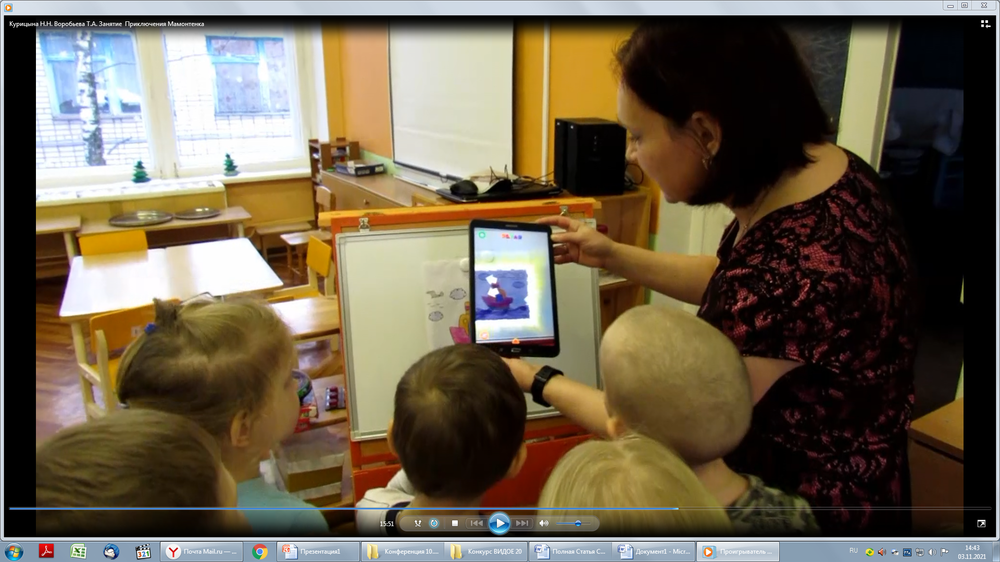 Курицына Н.Н. Воробьева Т.А. Занятие Приключения Мамонтенка
15:51
321
Почта Mail.ru — ...
Презентация1
Конференция 10....
Конкурс ВИДОЕ 20
Полная Статья С...
Документ1 - Micr...
Проигрыватель ...
RU
14:43
03.11.2021